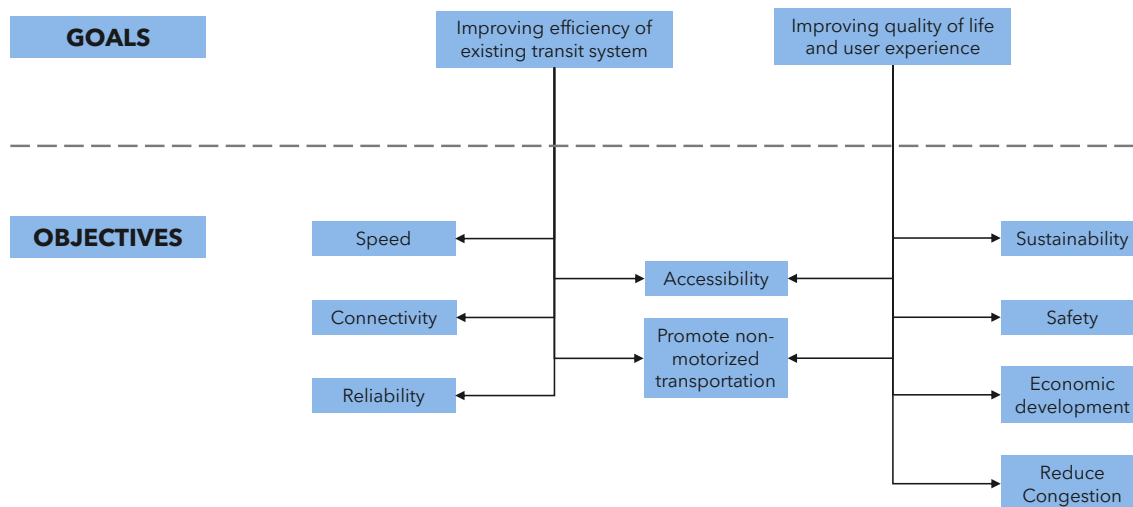 GOALS
Improving efficiency of
existing transit system
Improving quality of life
and user experience
OBJECTIVES
Speed
Sustainability
Accessibility
Connectivity
Safety
Promote non-
motorized
transportation
Reliability
Economic
development
Reduce
Congestion